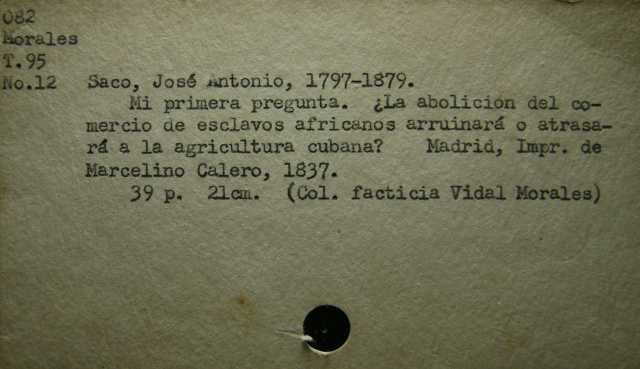 082
Morales
T.95
No.12 Saco, José Antonio, 1797-1879.
Mi primera pregunta. ¿La abolición del co-
mercio de esclavos africanos arruinará o atrasa-
rá a la agricultura cubana? Madrid, Impr. de
Marcelino Calero, 1837.
39 p. 21cm. (Col. facticia Vidal Morales)